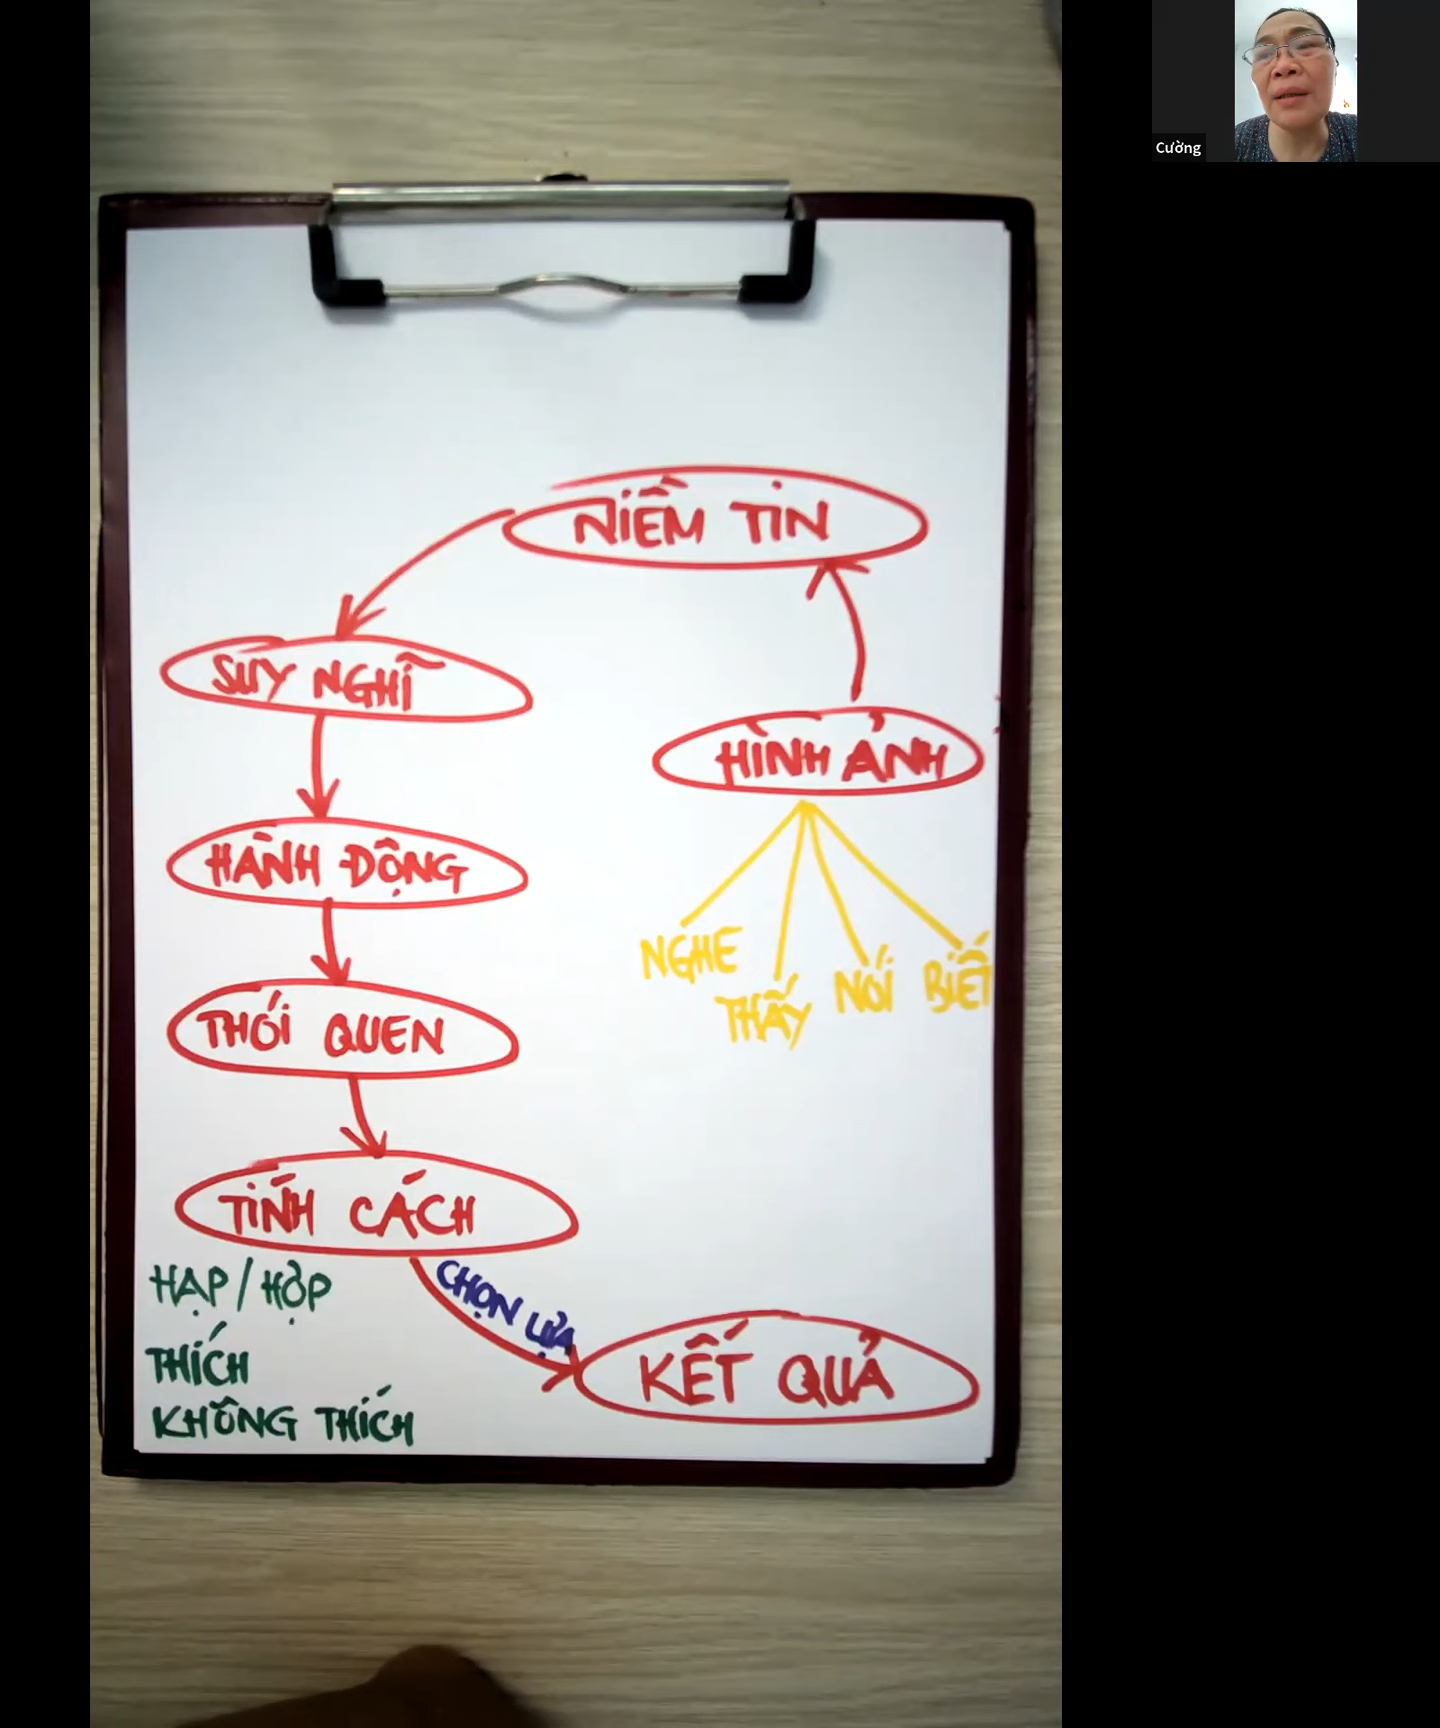 Cường
NIỀM TIN
SUY NGHĨ
HÌNH ẢNH
HÀNH ĐỘNG
NGHE
THẤY
NÓI
BIẾT
THÓI QUEN
TÍNH CÁCH
HẠP / HỢP
CHỌN LỰA
THÍCH
KẾT QUẢ
KHÔNG THÍCH